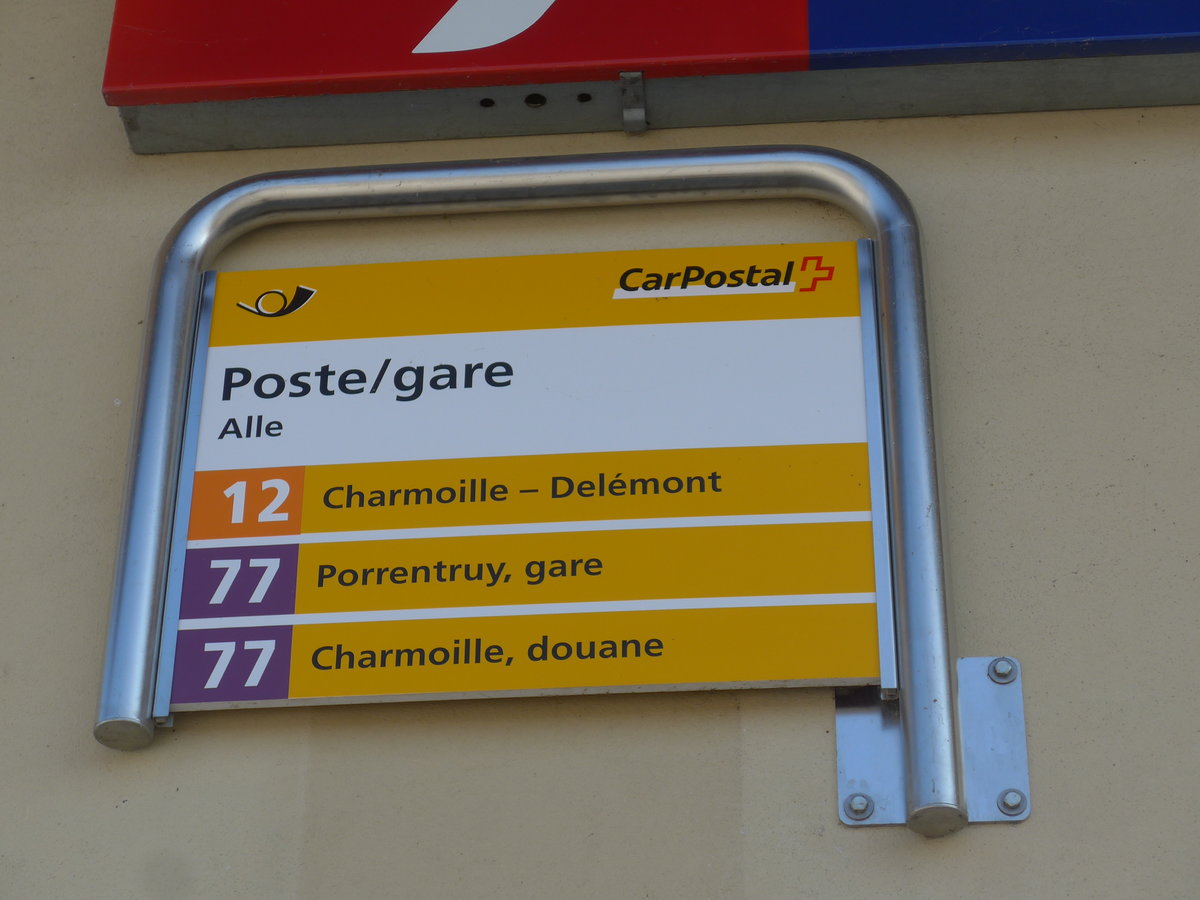 CarPostal
Poste/gare
Alle
12 Charmoille – Delémont
77 Porrentruy, gare
77 Charmoille, douane